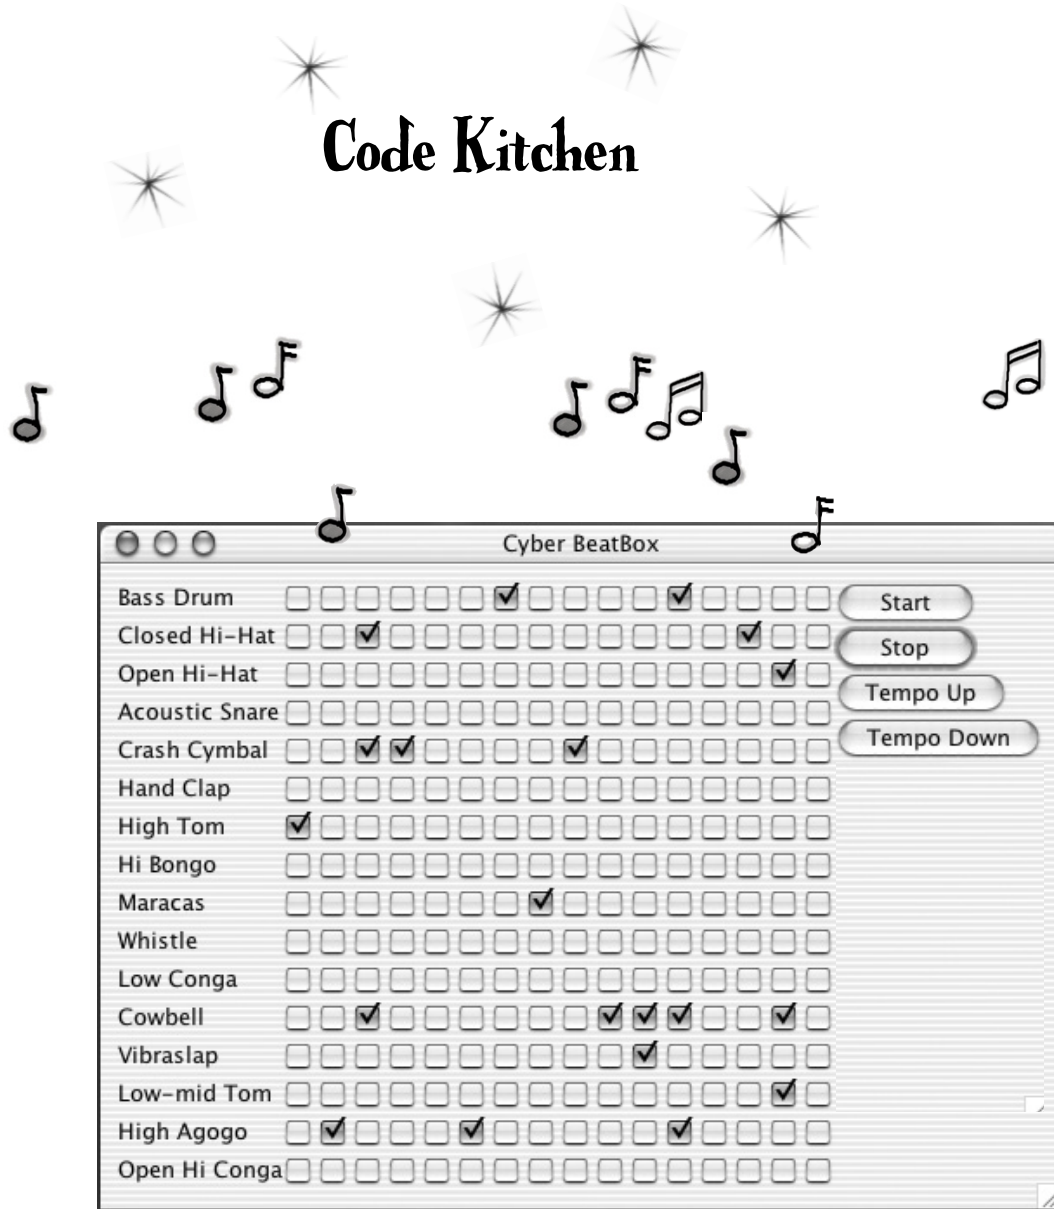 Code Kitchen
Cyber BeatBox
Bass Drum
Start
Closed Hi-Hat
Stop
Open Hi-Hat
Tempo Up
Acoustic Snare
Tempo Down
Crash Cymbal
Hand Clap
High Tom
Hi Bongo
Maracas
Whistle
Low Conga
Cowbell
Vibraslap
Low-mid Tom
High Agogo
Open Hi Conga